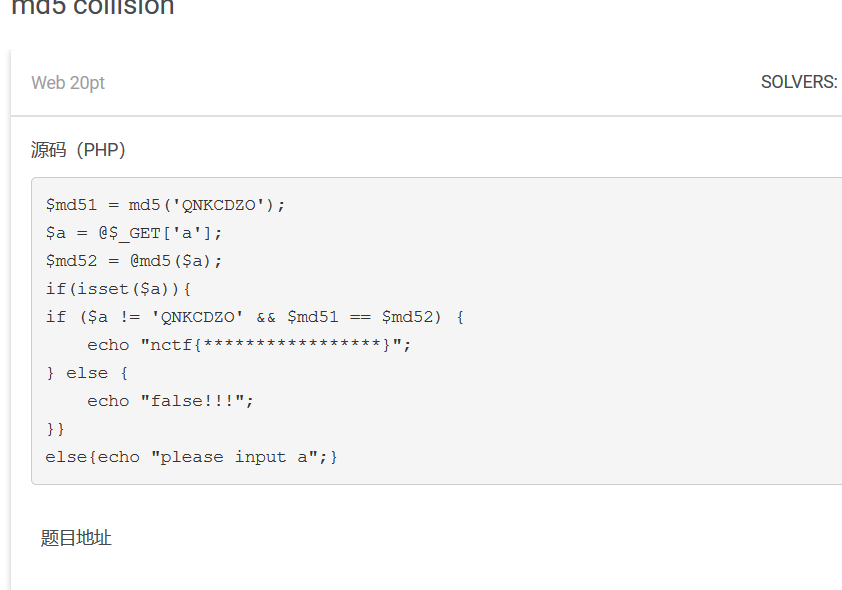 md5 collision
Web 20pt
SOLVERS:
源码（PHP）
$md51 = md5('QNKCDZO');
$a = @$_GET['a'];
$md52 = @md5($a);
if(isset($a)){
if ($a != 'QNKCDZO' && $md51 == $md52) {
    echo "nctf{*****************}";
} else {
    echo "false!!!";
}}
else{echo "please input a";}
题目地址